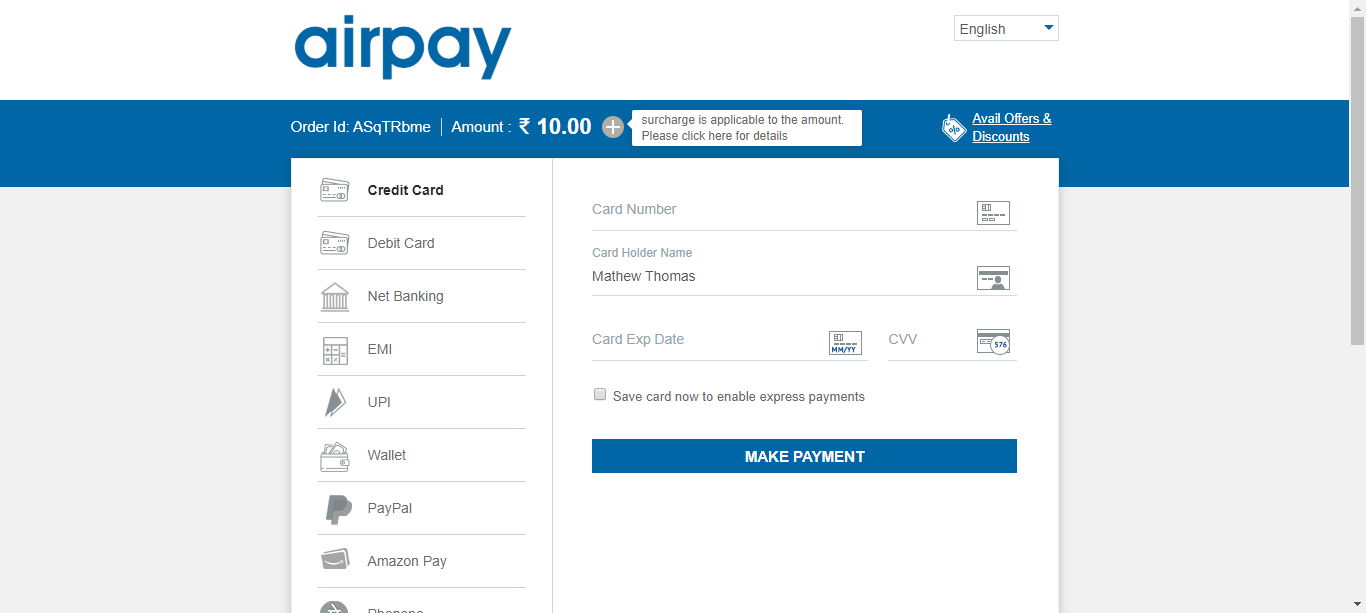 airpay
English
Order Id: ASqTRbme
Amount : ₹ 10.00
surcharge is applicable to the amount.
Please click here for details
Avail Offers &
Discounts
Credit Card
Debit Card
Net Banking
EMI
UPI
Wallet
PayPal
Amazon Pay
Phonepe
Card Number
Card Holder Name
Mathew Thomas
Card Exp Date
MM/YY
CVV
576
Save card now to enable express payments
MAKE PAYMENT